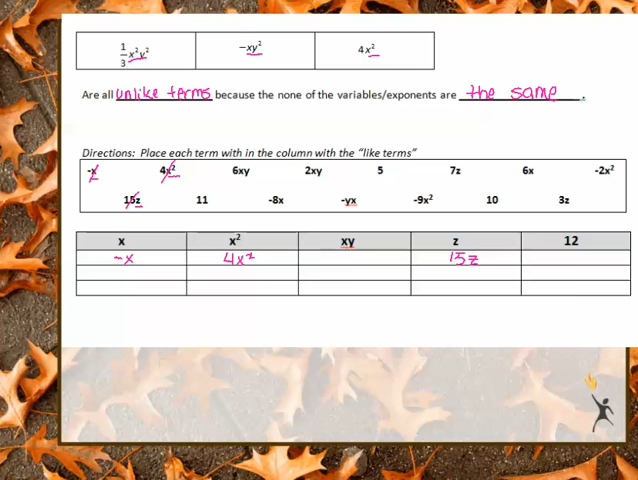 1/3 x²y² -xy² 4x²
Are all unlike terms because the none of the variables/exponents are the same.
Directions: Place each term with in the column with the “like terms”
-x 4x² 6xy 2xy 5 7z 6x -2x²
15z 11 -8x -yx -9x² 10 3z
x x² xy z 12
-x 4x² 15z